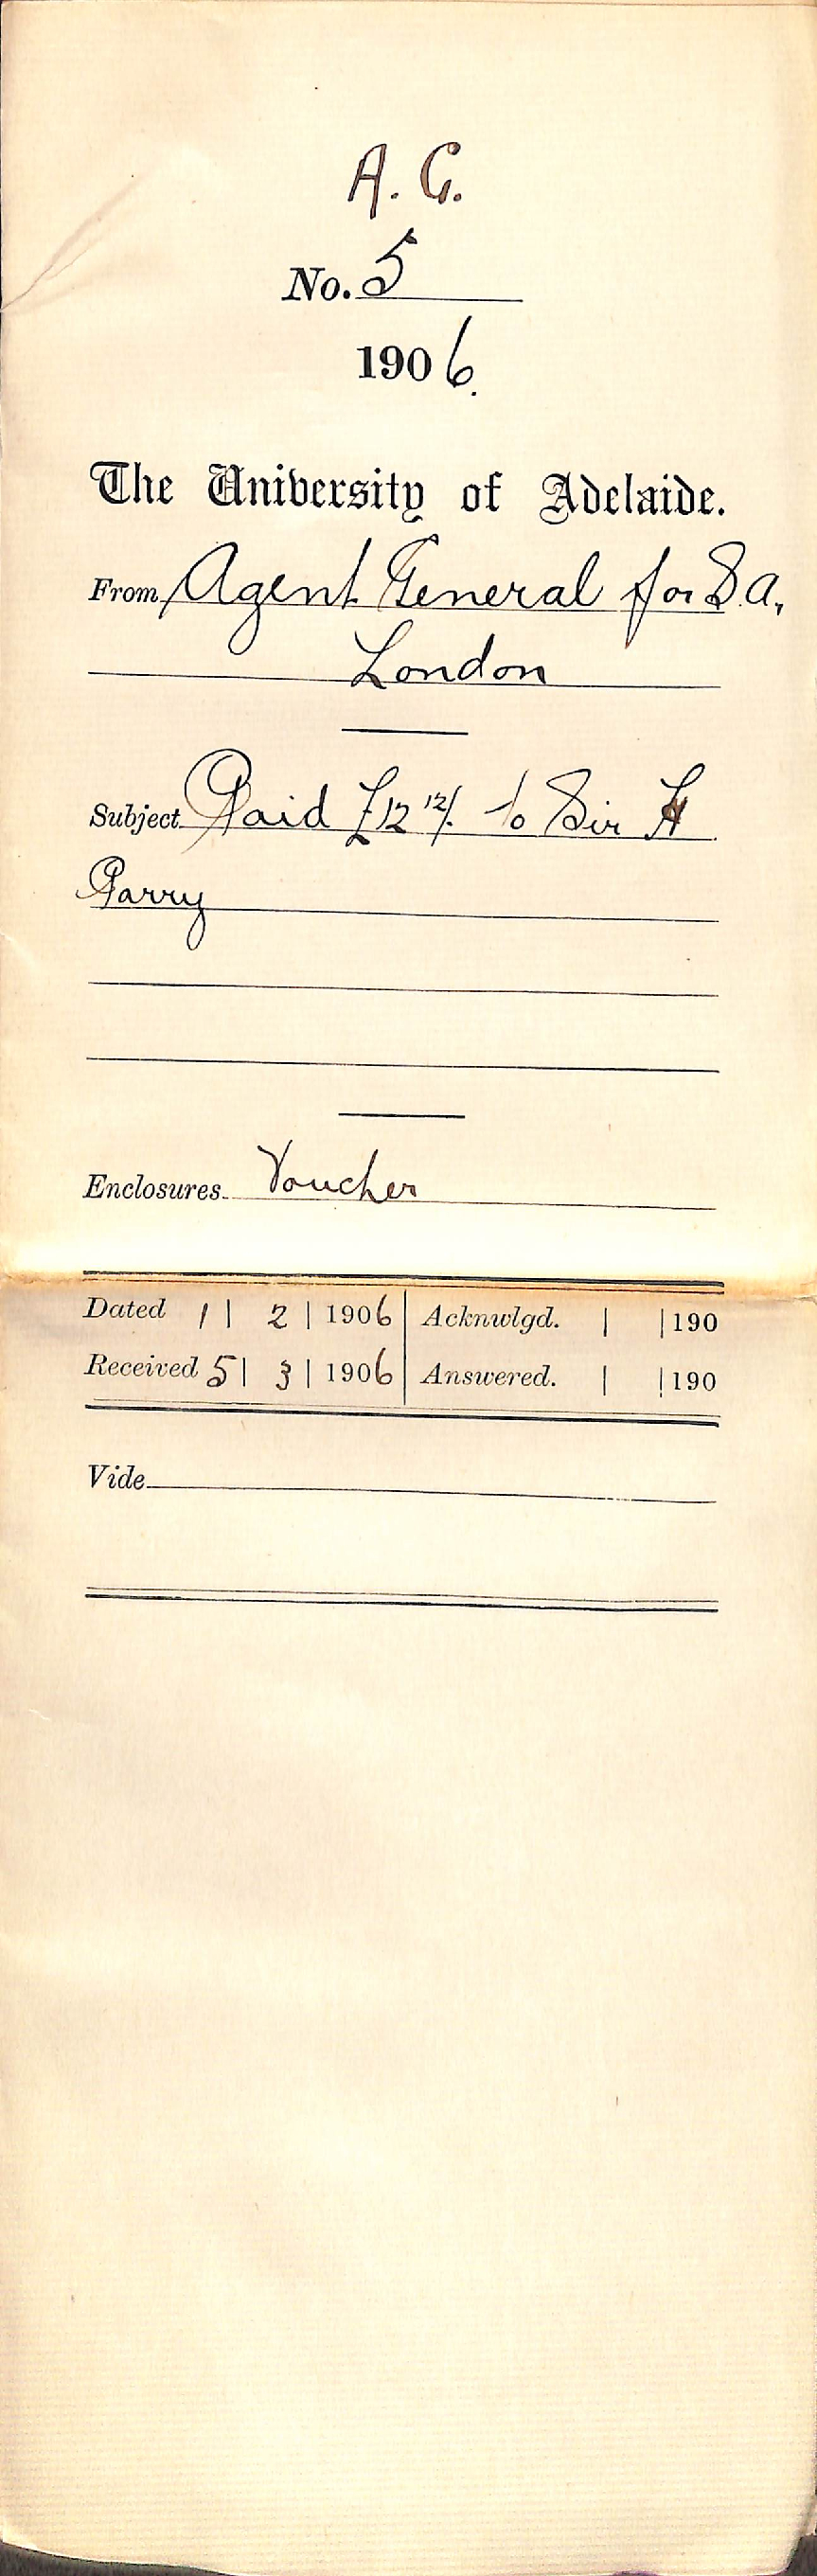 A. G.
No. 5
1906.
The University of Adelaide.
From Agent General for S.A,
London
Subject Paid £12 12/. to Sir H
Parry
Enclosures. Voucher
Dated 1 | 2 | 1906 | Acknwlgd. | | 190
Received 5 | 3 | 1906 | Answered. | | 190
Vide